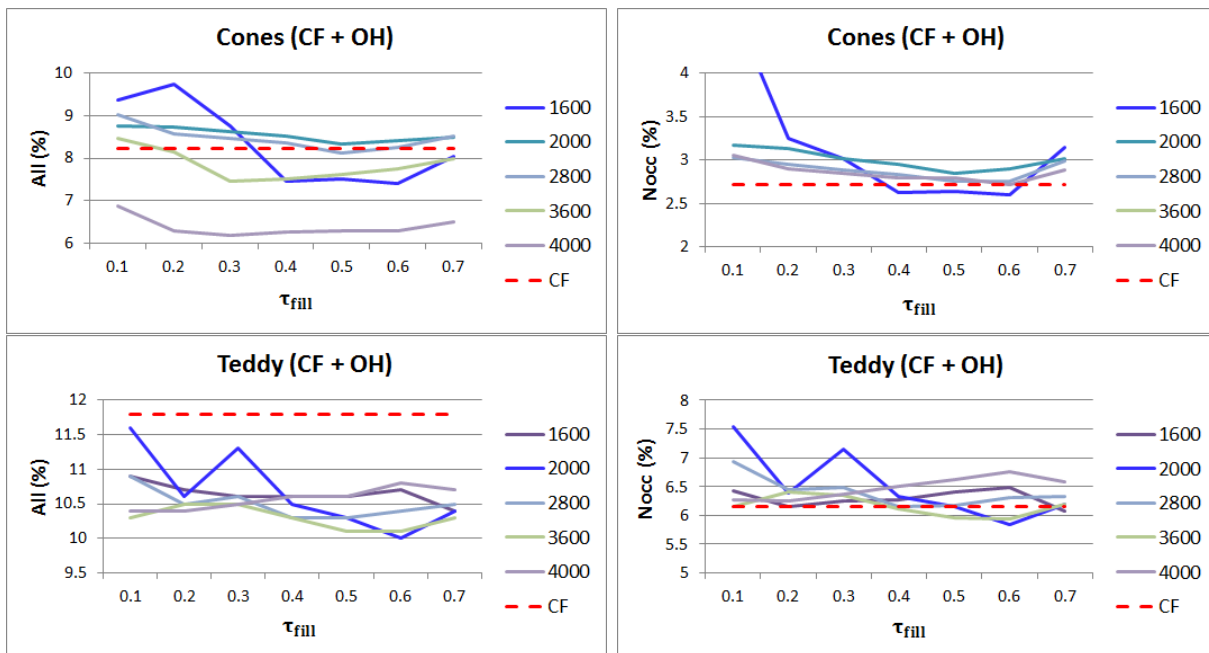 Cones (CF + OH)
All (%)
10
9
8
7
6
0.1 0.2 0.3 0.4 0.5 0.6 0.7
τfill
1600
2000
2800
3600
4000
CF
Cones (CF + OH)
Nocc (%)
4
3.5
3
2.5
2
0.1 0.2 0.3 0.4 0.5 0.6 0.7
τfill
1600
2000
2800
3600
4000
CF
Teddy (CF + OH)
All (%)
12
11.5
11
10.5
10
9.5
0.1 0.2 0.3 0.4 0.5 0.6 0.7
τfill
1600
2000
2800
3600
4000
CF
Teddy (CF + OH)
Nocc (%)
8
7.5
7
6.5
6
5.5
5
0.1 0.2 0.3 0.4 0.5 0.6 0.7
τfill
1600
2000
2800
3600
4000
CF